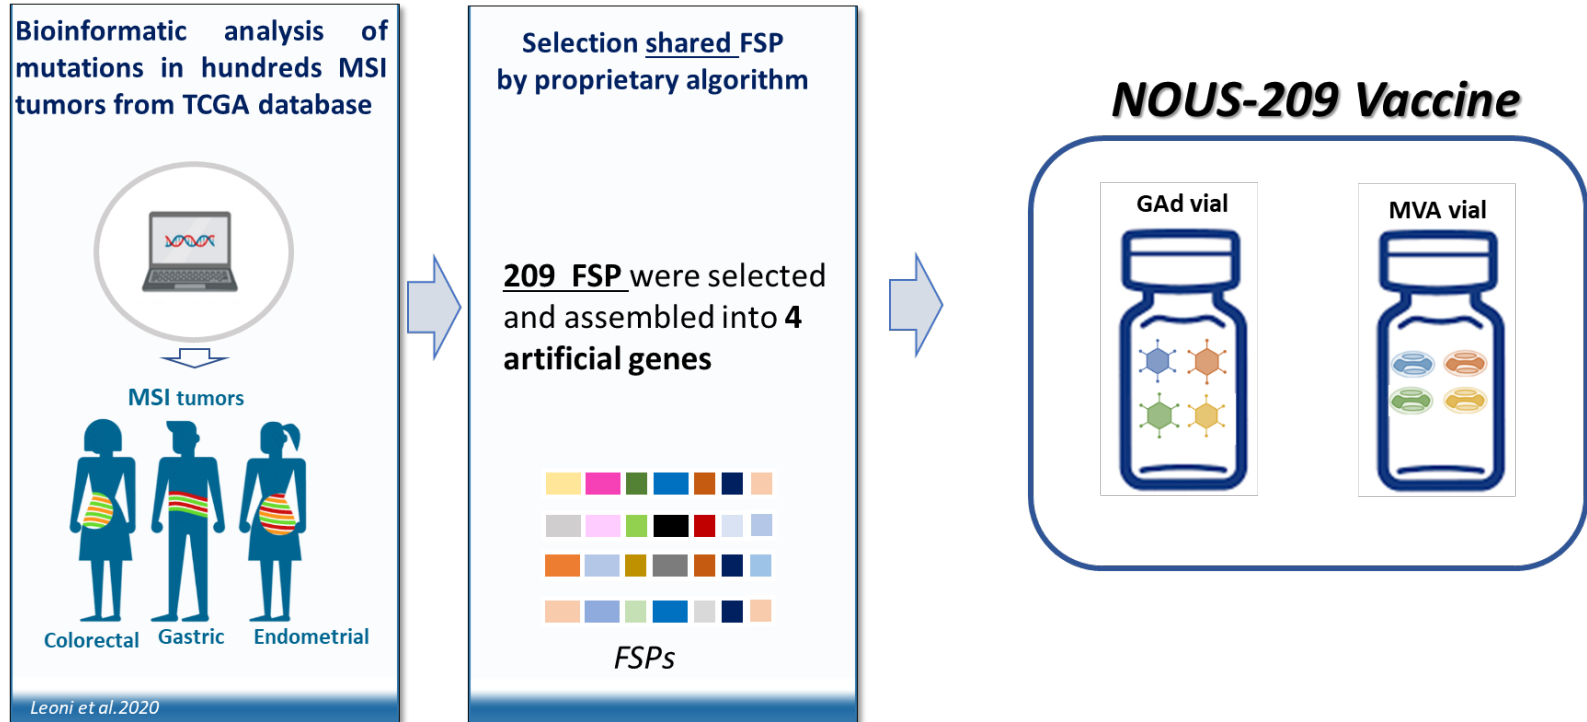 Bioinformatic analysis of
mutations in hundreds MSI
tumors from TCGA database
MSI tumors
Colorectal
Gastric
Endometrial
Leoni et al.2020
Selection shared FSP
by proprietary algorithm
209 FSP were selected
and assembled into 4
artificial genes
FSPs
NOUS-209 Vaccine
GAd vial
MVA vial